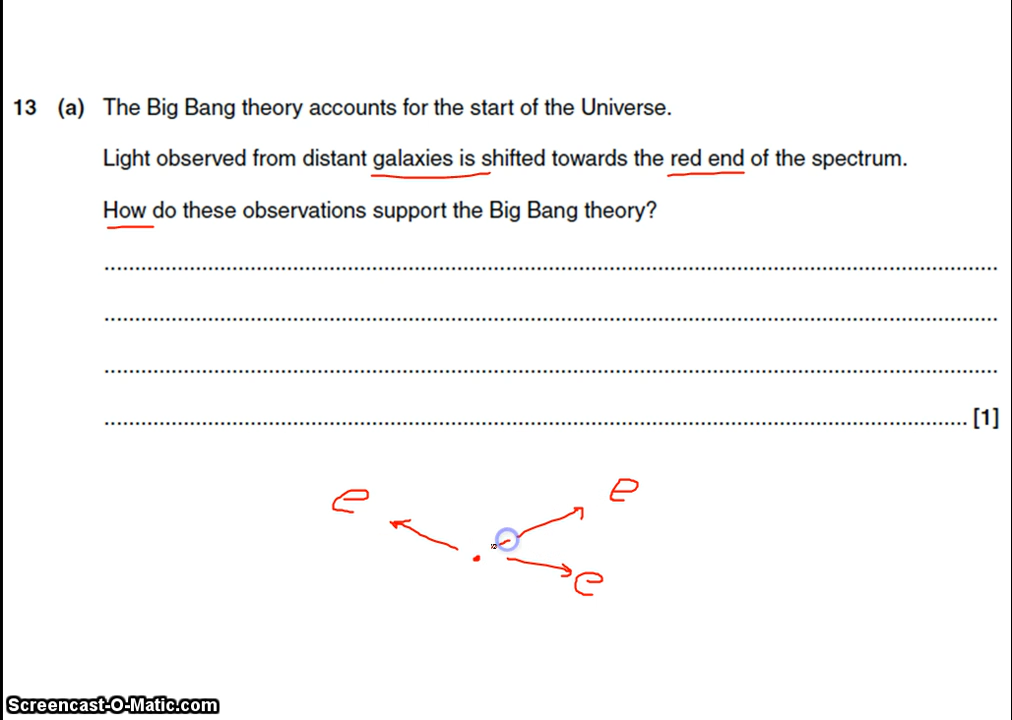 13 (a) The Big Bang theory accounts for the start of the Universe.
Light observed from distant galaxies is shifted towards the red end of the spectrum.
How do these observations support the Big Bang theory?
[1]
e
e
e
Screencast-O-Matic.com